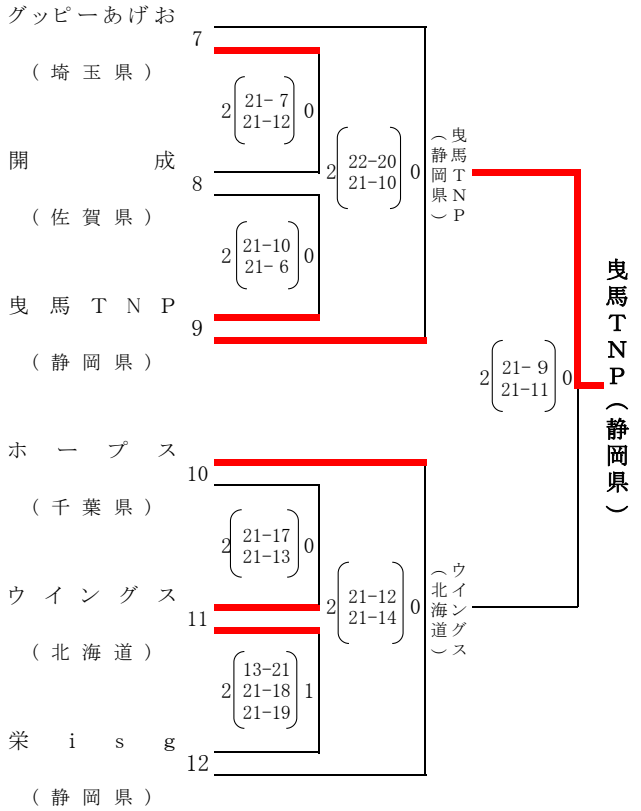 グッピーあげお
7
(埼玉県)
2 21-7 0
21-12
開成
8
(佐賀県)
2 22-20 0
21-10
2 21-10 0
21-6
曳馬TNP
9
(静岡県)
曳馬TNP
(静岡県)
2 21-9 0
21-11
曳馬TNP(静岡県)
ホープス
10
(千葉県)
2 21-17 0
21-13
ウイングス
11
(北海道)
2 21-12 0
21-14
ウイングス
(北海道)
2 13-21 1
21-18
21-19
栄isg
12
(静岡県)